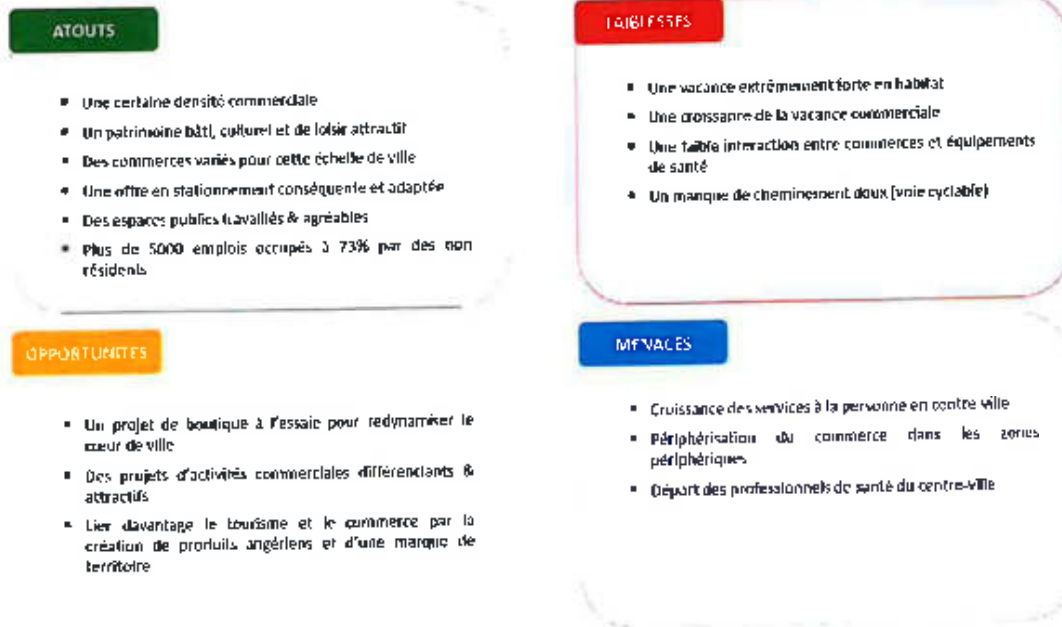 ATOUTS
Une certaine densité commerciale
Un patrimoine bâti, culturel et de loisir attractif
Des commerces variés pour cette échelle de ville
Une offre en stationnement conséquente et adaptée
Des espaces publics travaillés & agréables
Plus de 5000 emplois occupés à 73% par des non
résidents
FAIBLESSES
Une vacance extrêmement forte en habitat
Une croissance de la vacance commerciale
Une faible interaction entre commerces et équipements
de santé
Un manque de cheminement doux (voie cyclable)
OPPORTUNITES
Un projet de boutique à l'essaie pour redynamiser le
cœur de ville
Des projets d'activités commerciales différenciants &
attractifs
Lier davantage le tourisme et le commerce par la
création de produits angériens et d'une marque de
territoire
MENACES
Croissance des services à la personne en centre ville
Périphérisation du commerce dans les zones
périphériques
Départ des professionnels de santé du centre-ville